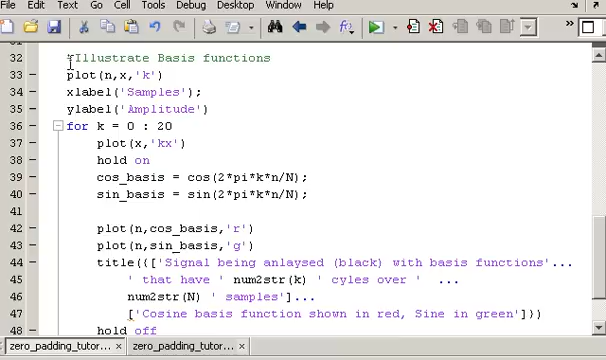 File Edit Text Go Cell Tools Debug Desktop Window Help
32 %Illustrate Basis functions
33 – plot(n,x,'k')
34 – xlabel('Samples');
35 – ylabel('Amplitude')
36 – for k = 0 : 20
37 – plot(x,'kx')
38 – hold on
39 – cos_basis = cos(2*pi*k*n/N);
40 – sin_basis = sin(2*pi*k*n/N);
41
42 – plot(n,cos_basis,'r')
43 – plot(n,sin_basis,'g')
44 – title({['Signal being anlaysed (black) with basis functions'...
45 ' that have ' num2str(k) ' cyles over ' ...
46 num2str(N) ' samples']...
47 ['Cosine basis function shown in red, Sine in green']})
48 – hold off
zero_padding_tutor... × zero_padding_tutor... ×